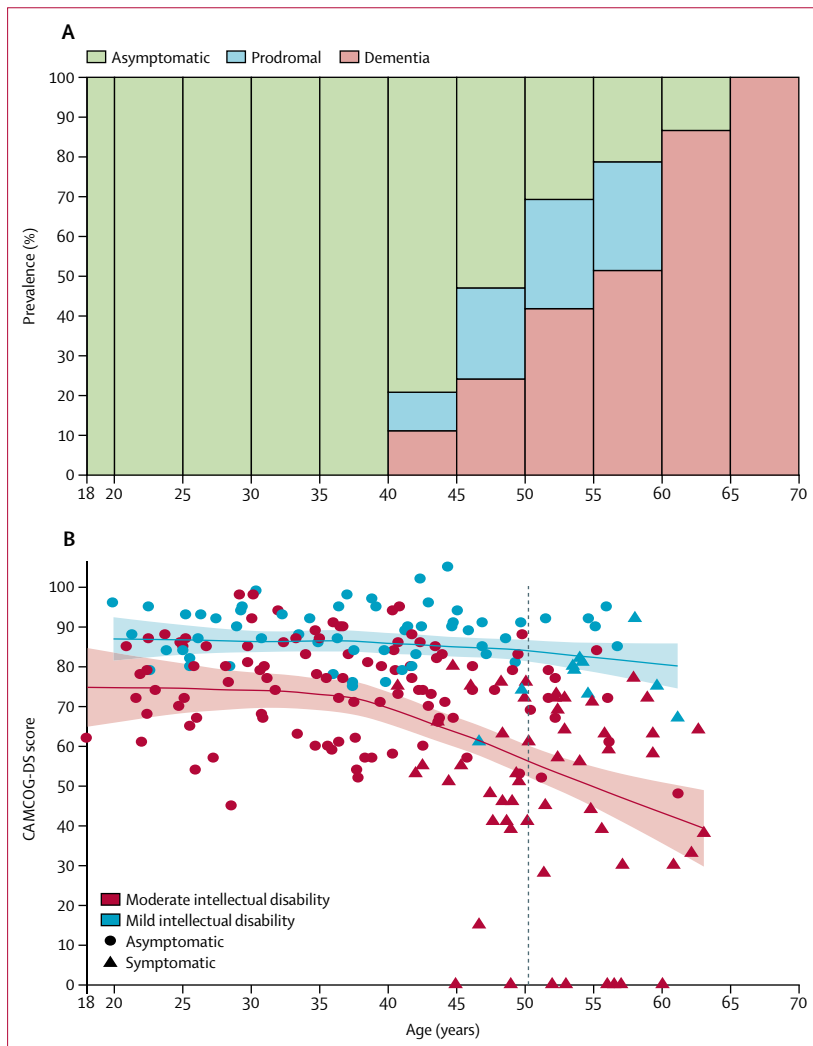 A
Asymptomatic Prodromal Dementia
100
90
80
70
60
50
40
30
20
10
0
Prevalence (%)
18 20 25 30 35 40 45 50 55 60 65 70
B
100
90
80
70
60
50
40
30
20
10
0
CAMCOG-DS score
Moderate intellectual disability
Mild intellectual disability
Asymptomatic
Symptomatic
18 20 25 30 35 40 45 50 55 60 65 70
Age (years)